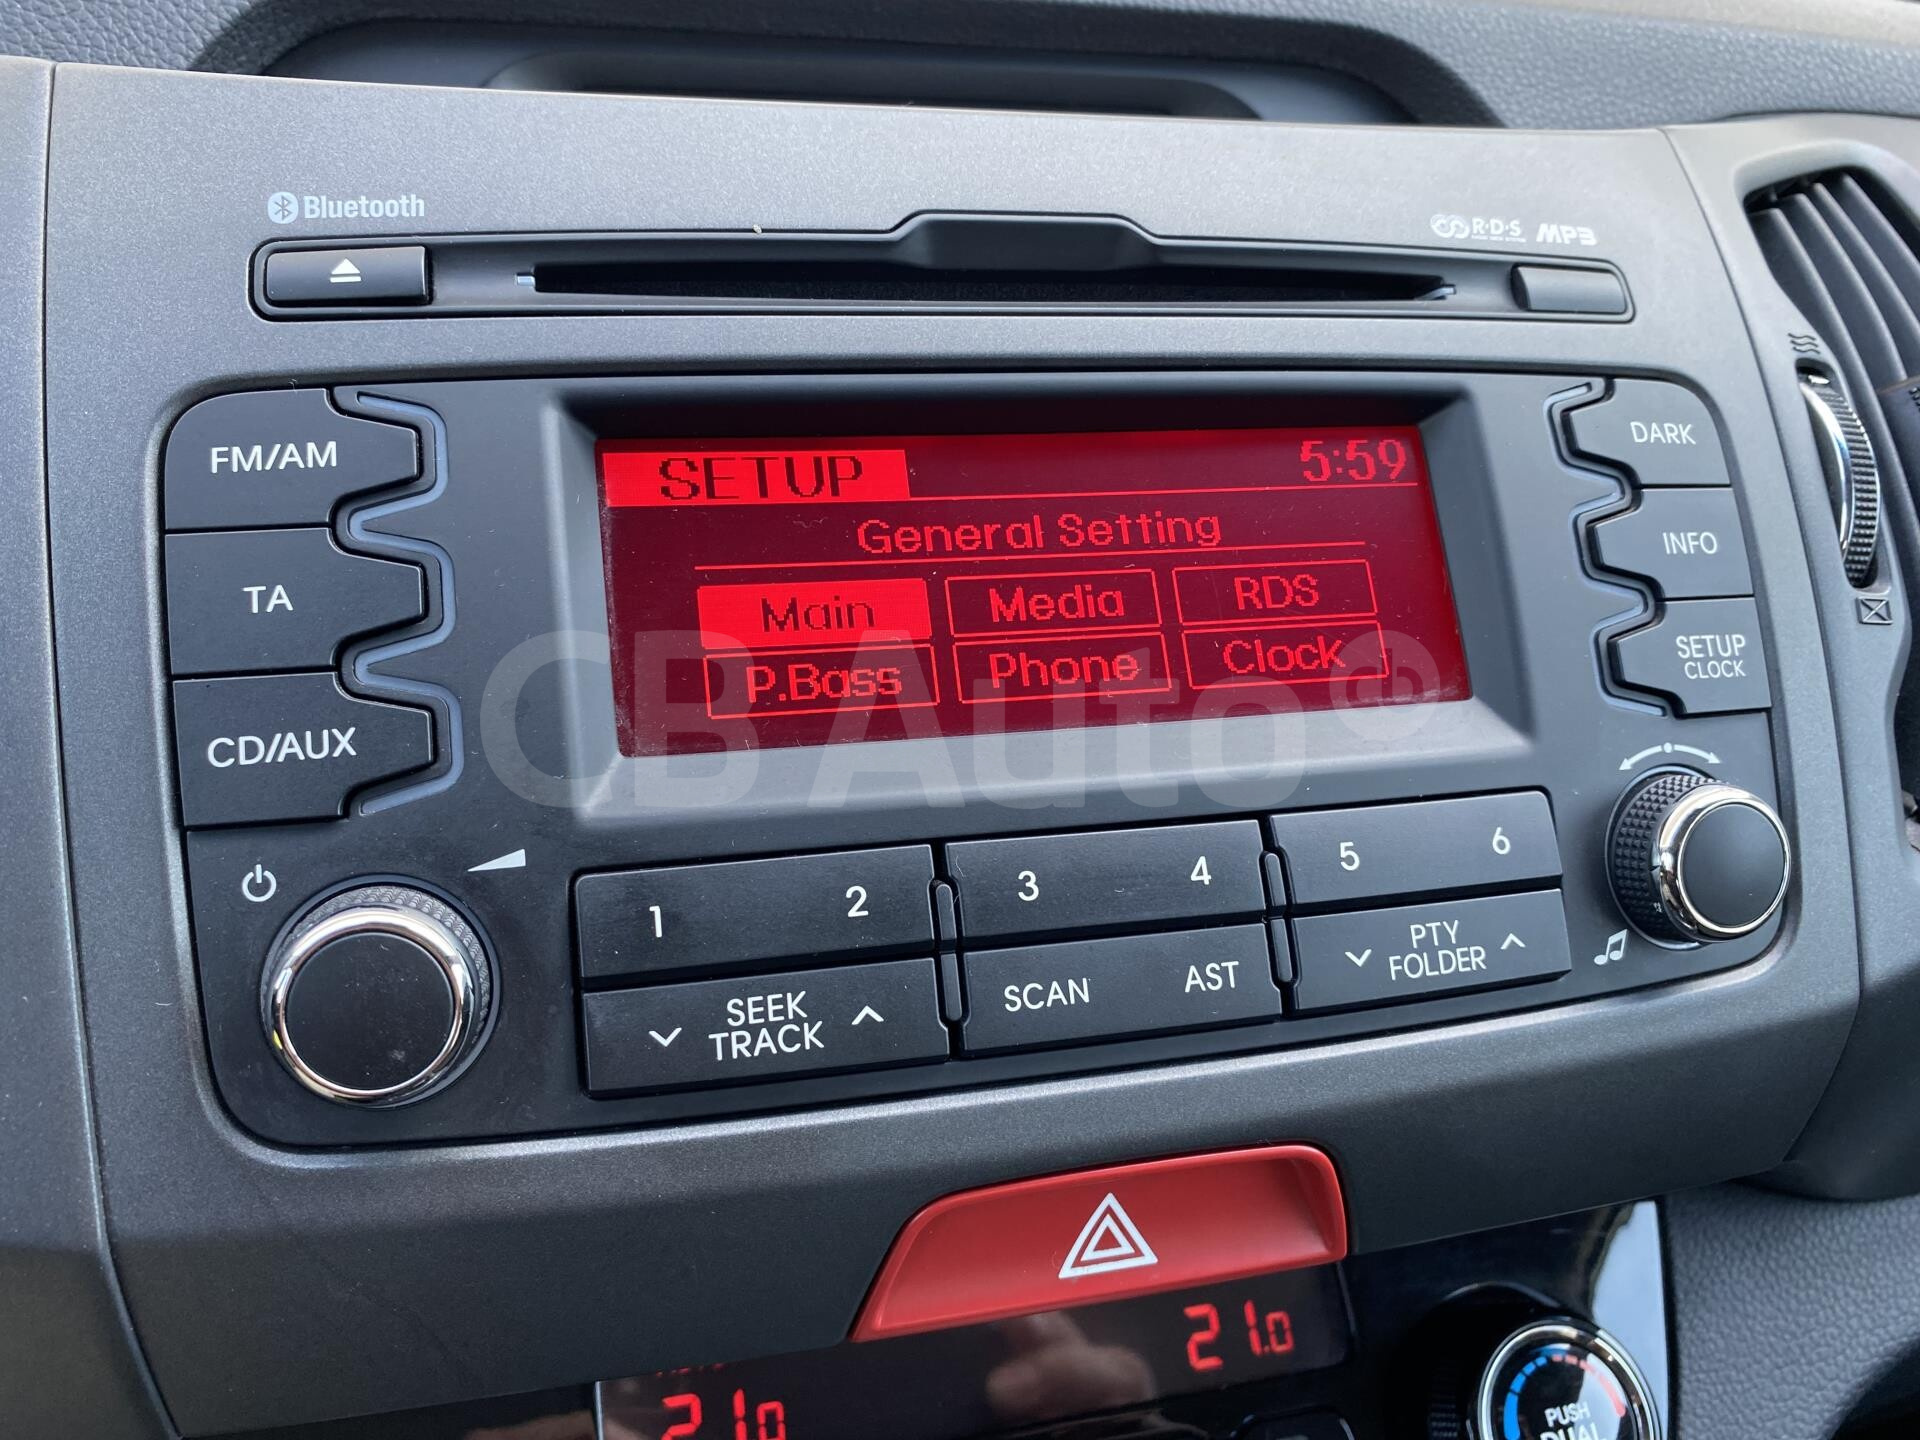 Bluetooth
R·D·S MP3
FM/AM
TA
CD/AUX
SETUP 5:59
General Setting
Main Media RDS
P.Bass Phone Clock
DARK
INFO
SETUP
CLOCK
CB Auto
1 2 3 4 5 6
SEEK
TRACK
SCAN AST
PTY
FOLDER
21.0
21.0
PUSH
DUAL